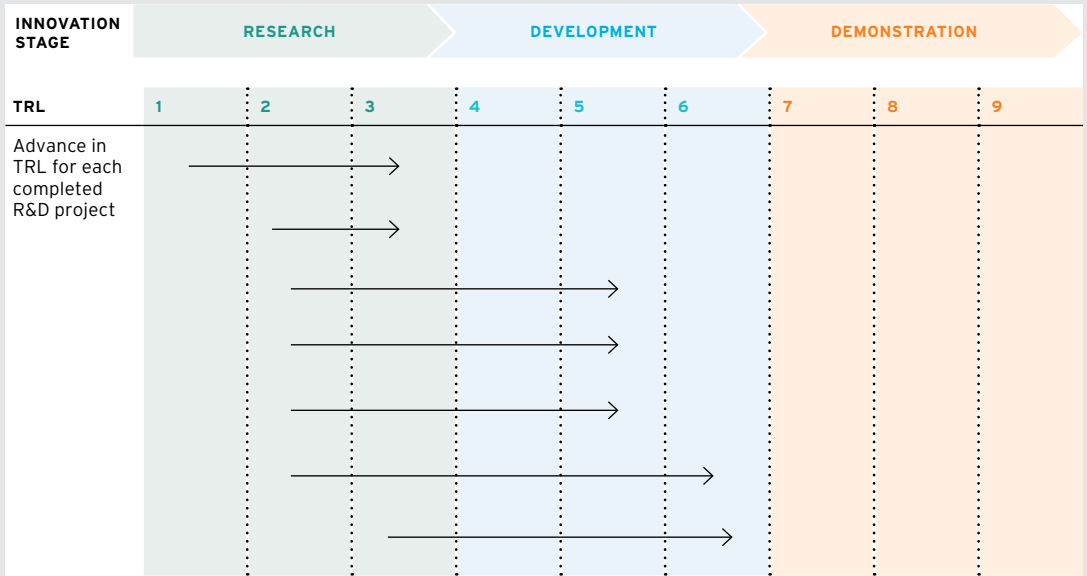 INNOVATION
STAGE
RESEARCH
DEVELOPMENT
DEMONSTRATION
TRL
1 2 3 4 5 6 7 8 9
Advance in
TRL for each
completed
R&D project